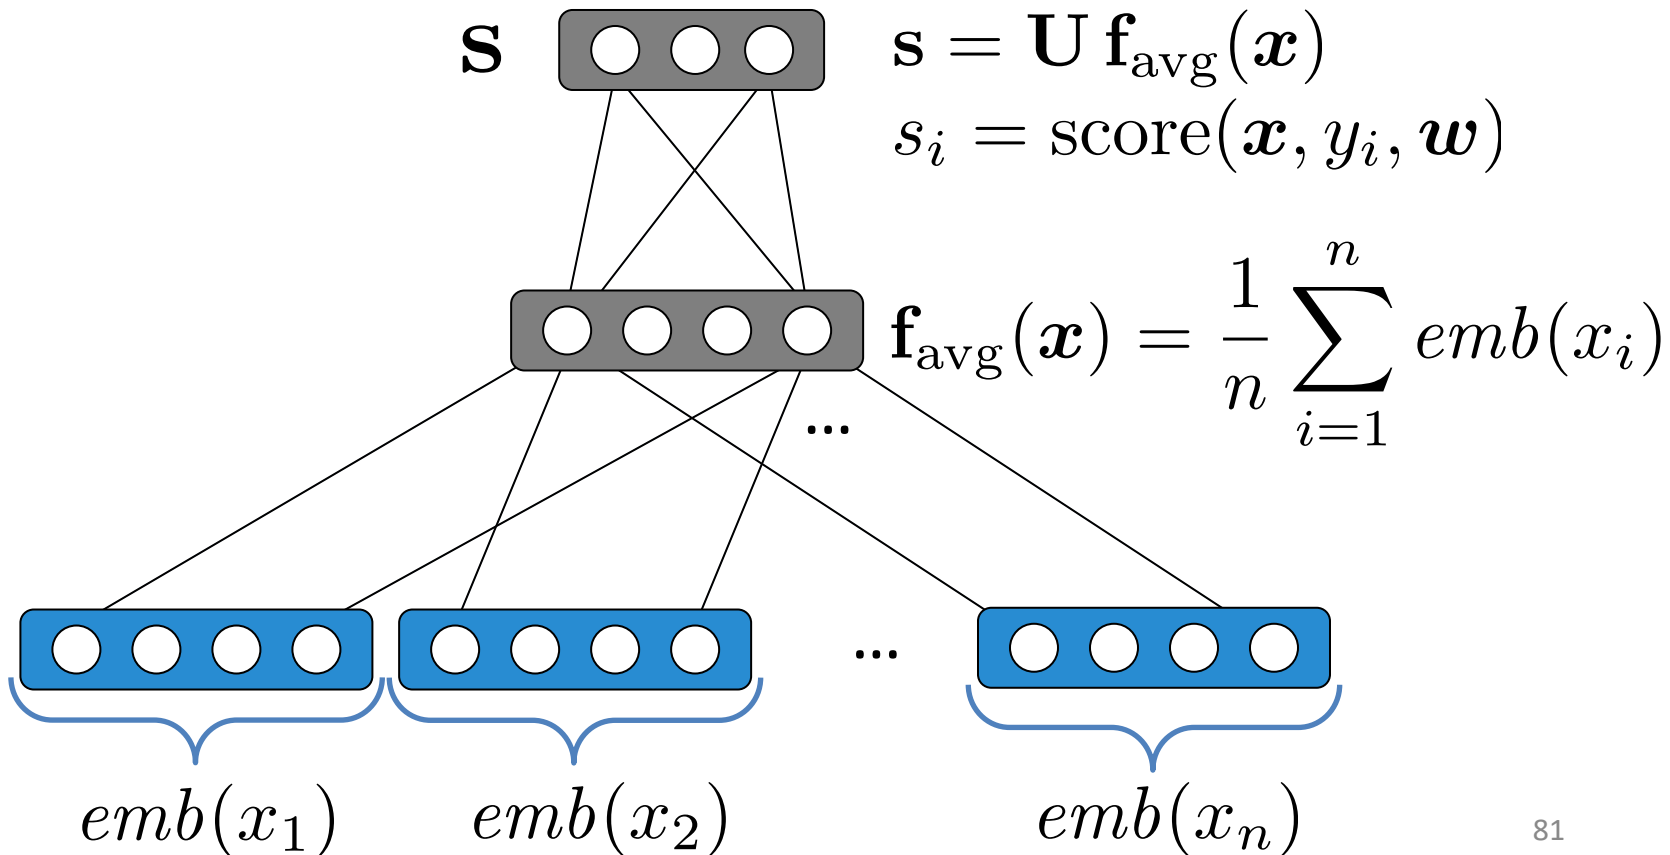 s
s = U f_avg(x)
s_i = score(x, y_i, w)
f_avg(x) = 1/n ∑_{i=1}^{n} emb(x_i)
...
...
emb(x_1) emb(x_2) emb(x_n)
81